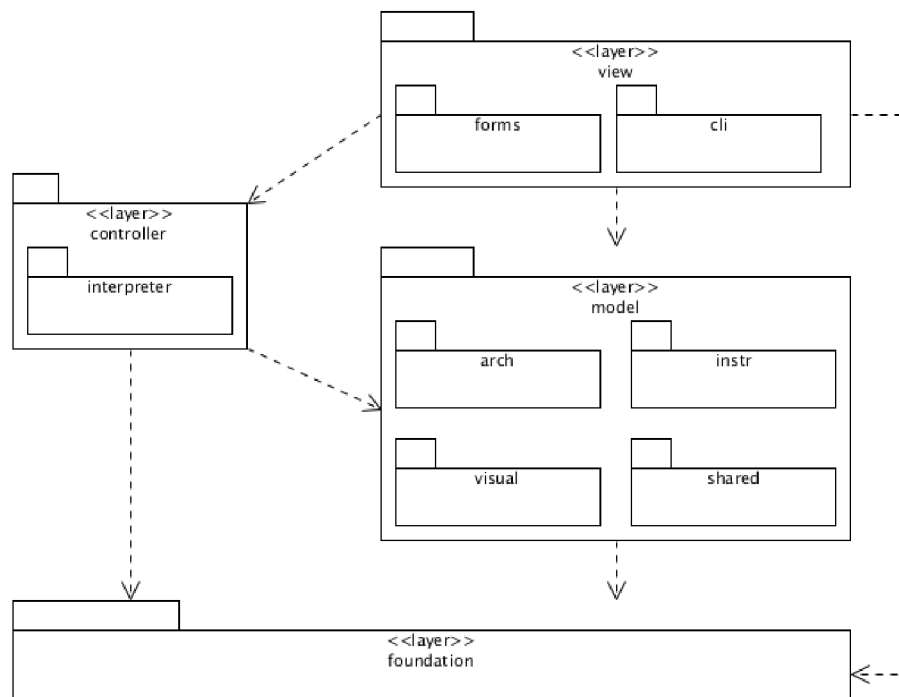 <<layer>>
view
forms
cli
<<layer>>
controller
interpreter
<<layer>>
model
arch
instr
visual
shared
<<layer>>
foundation